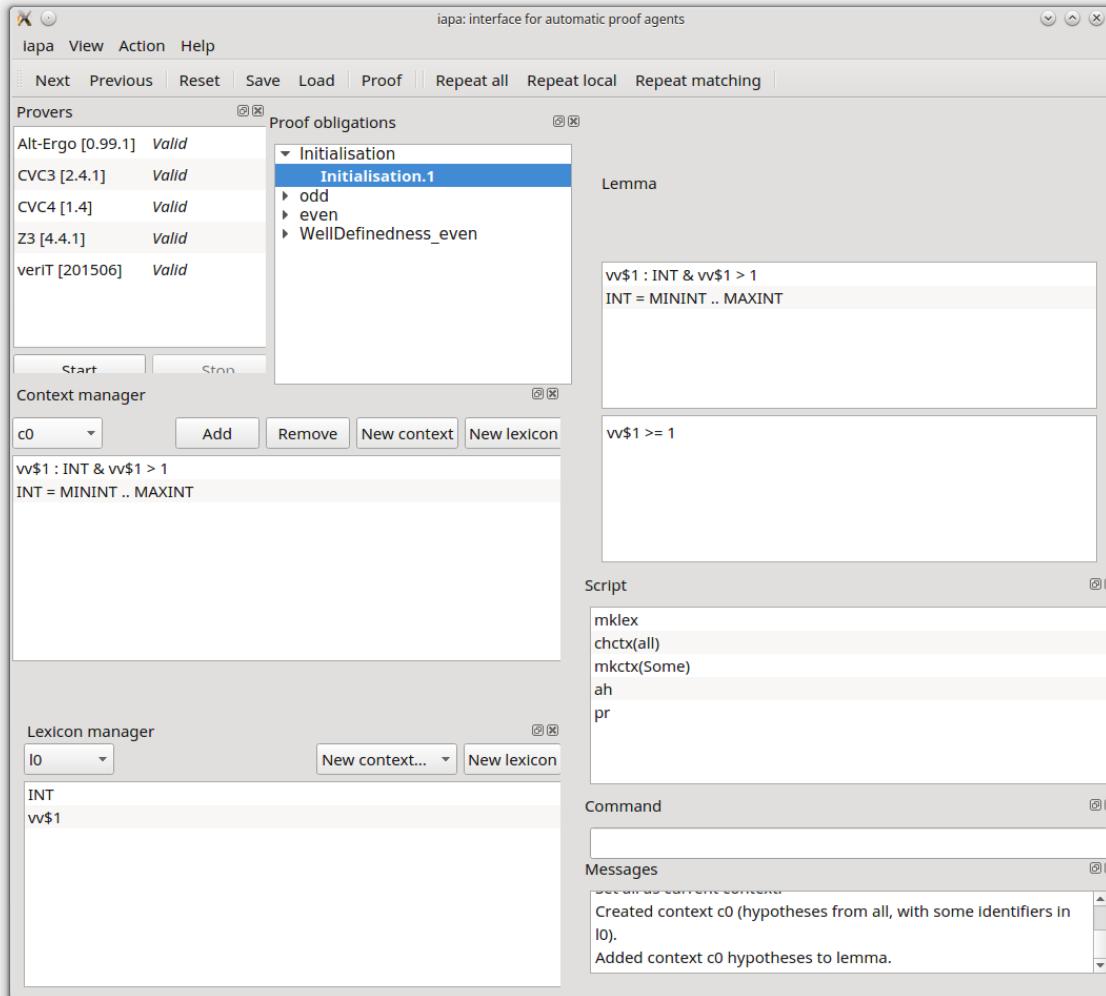 iapa: interface for automatic proof agents
iapa View Action Help
Next Previous Reset Save Load Proof Repeat all Repeat local Repeat matching
Provers
Alt-Ergo [0.99.1] Valid
CVC3 [2.4.1] Valid
CVC4 [1.4] Valid
Z3 [4.4.1] Valid
veriT [201506] Valid
Start Stop
Proof obligations
Initialisation
Initialisation.1
odd
even
WellDefinedness_even
Context manager
c0 Add Remove New context New lexicon
vv$1 : INT & vv$1 > 1
INT = MININT .. MAXINT
Lexicon manager
l0 New context... New lexicon
INT
vv$1
Lemma
vv$1 : INT & vv$1 > 1
INT = MININT .. MAXINT
vv$1 >= 1
Script
mklex
chctx(all)
mkctx(Some)
ah
pr
Command
Messages
Set all as current context.
Created context c0 (hypotheses from all, with some identifiers in
l0).
Added context c0 hypotheses to lemma.